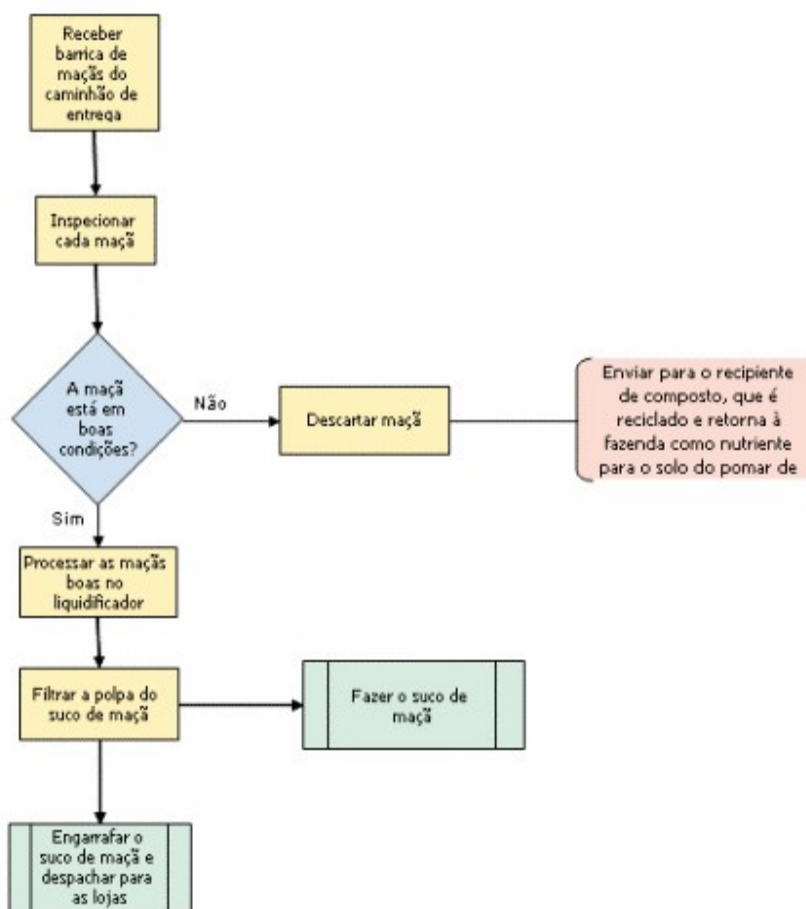 Receber
barrica de
maçãs do
caminhão de
entrega
Inspecionar
cada maçã
A maçã
está em
boas
condições?
Não
Descartar maçã
Enviar para o recipiente
de composto, que é
reciclado e retorna à
fazenda como nutriente
para o solo do pomar de
Sim
Processar as maçãs
boas no
liquidificador
Filtrar a polpa do
suco de maçã
Fazer o suco de
maçã
Engarrafar o
suco de maçã e
despachar para
as lojas